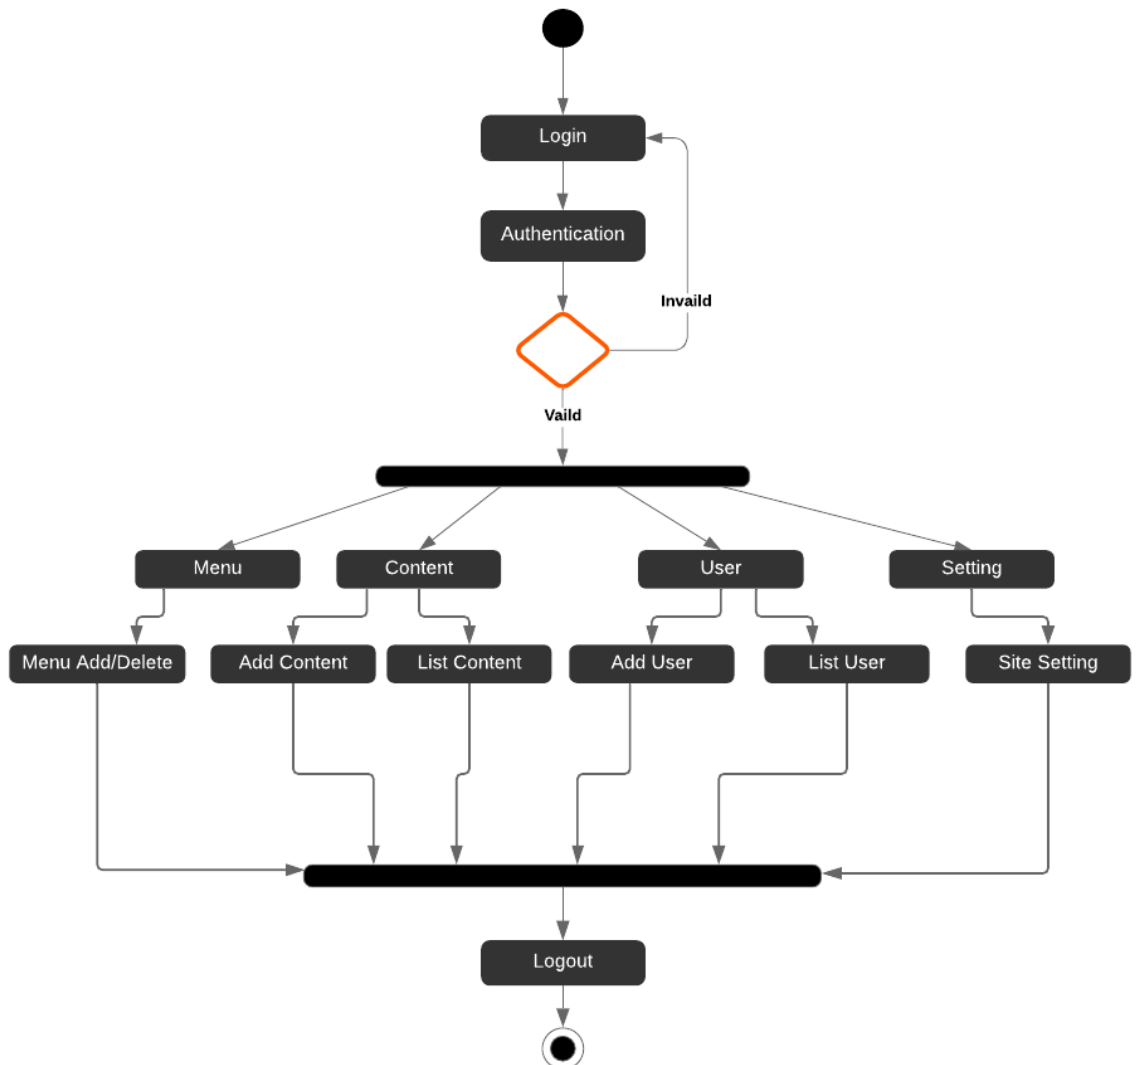 Login
Authentication
Invaild
Vaild
Menu
Content
User
Setting
Menu Add/Delete
Add Content
List Content
Add User
List User
Site Setting
Logout